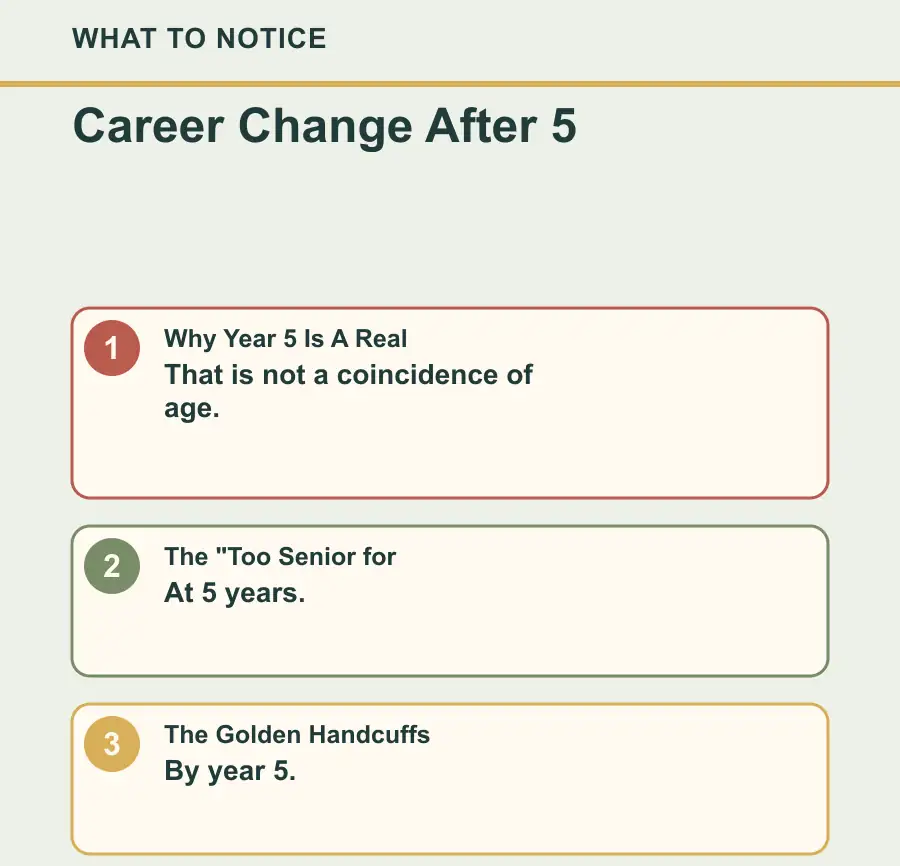 WHAT TO NOTICE
Career Change After 5
1
Why Year 5 Is A Real
That is not a coincidence of
age.
2
The "Too Senior for
At 5 years.
3
The Golden Handcuffs
By year 5.